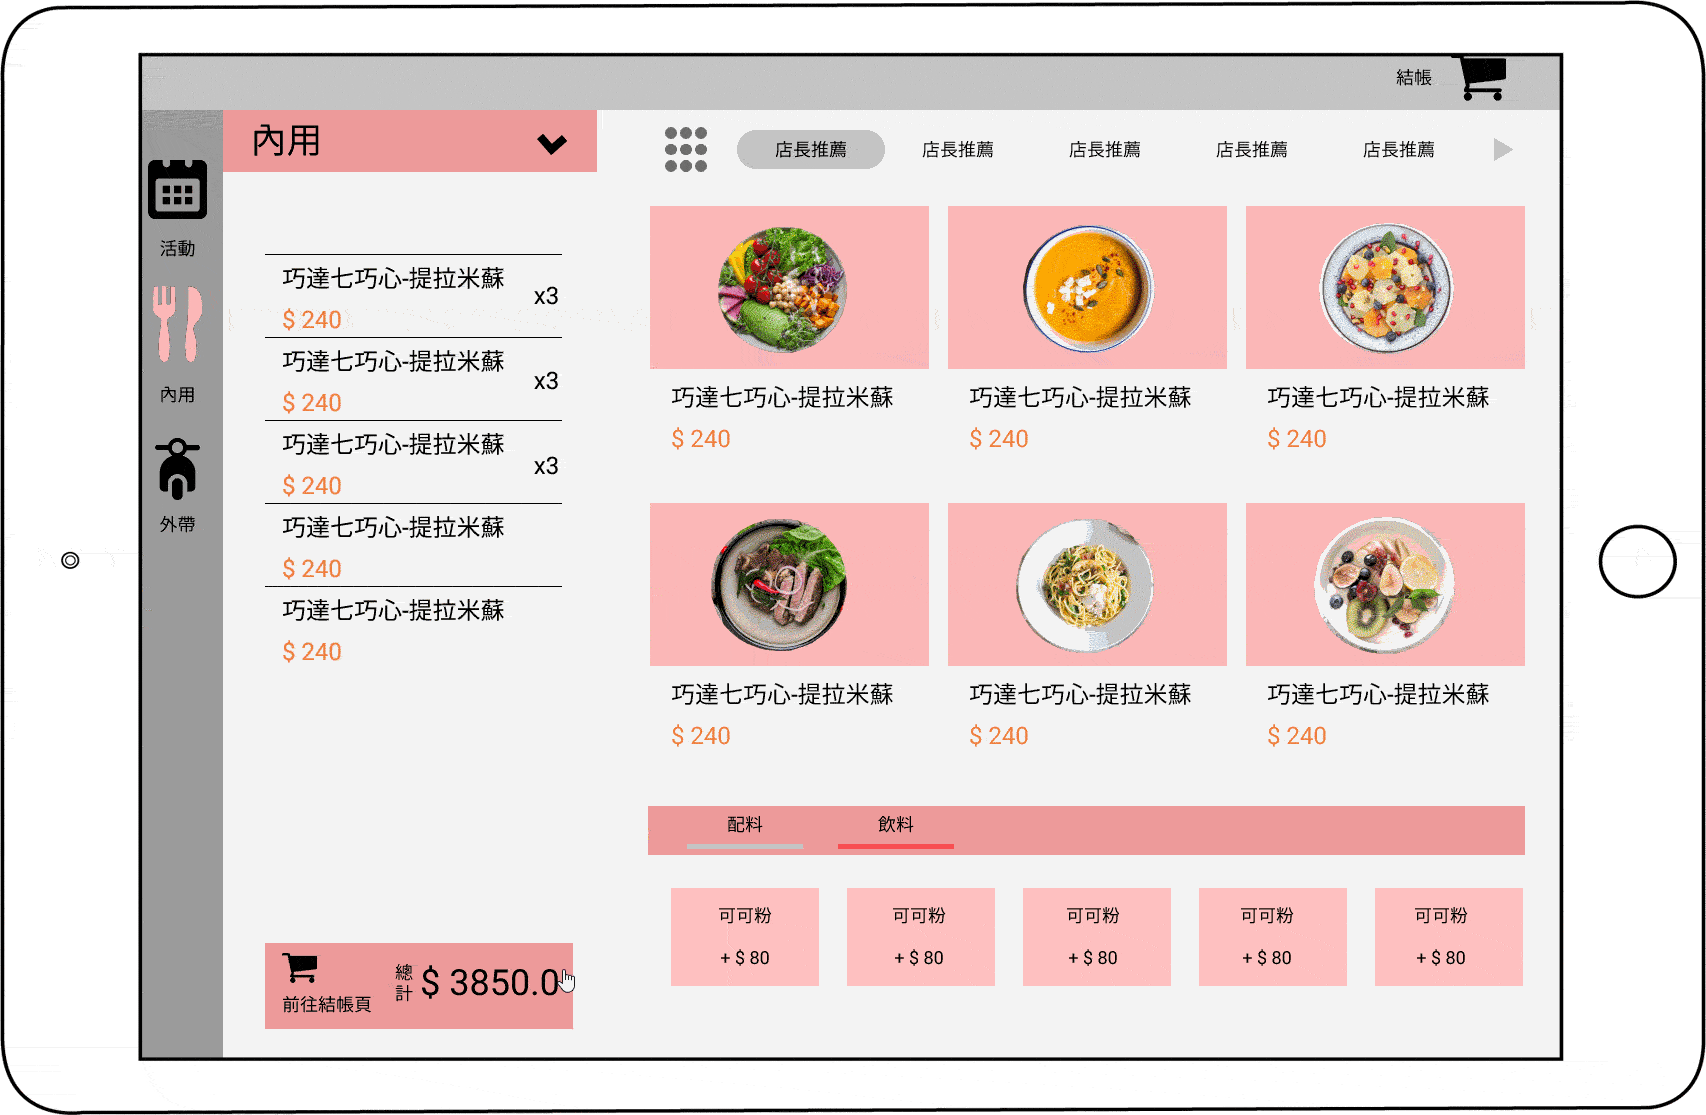 結帳
活動
內用
外帶
內用
巧達七巧心-提拉米蘇
x3
$ 240
巧達七巧心-提拉米蘇
x3
$ 240
巧達七巧心-提拉米蘇
x3
$ 240
巧達七巧心-提拉米蘇
$ 240
巧達七巧心-提拉米蘇
$ 240
前往結帳頁
總計 $ 3850.0
店長推薦 店長推薦 店長推薦 店長推薦 店長推薦
巧達七巧心-提拉米蘇 巧達七巧心-提拉米蘇 巧達七巧心-提拉米蘇
$ 240 $ 240 $ 240
巧達七巧心-提拉米蘇 巧達七巧心-提拉米蘇 巧達七巧心-提拉米蘇
$ 240 $ 240 $ 240
配料 飲料
可可粉 可可粉 可可粉 可可粉 可可粉
+ $ 80 + $ 80 + $ 80 + $ 80 + $ 80